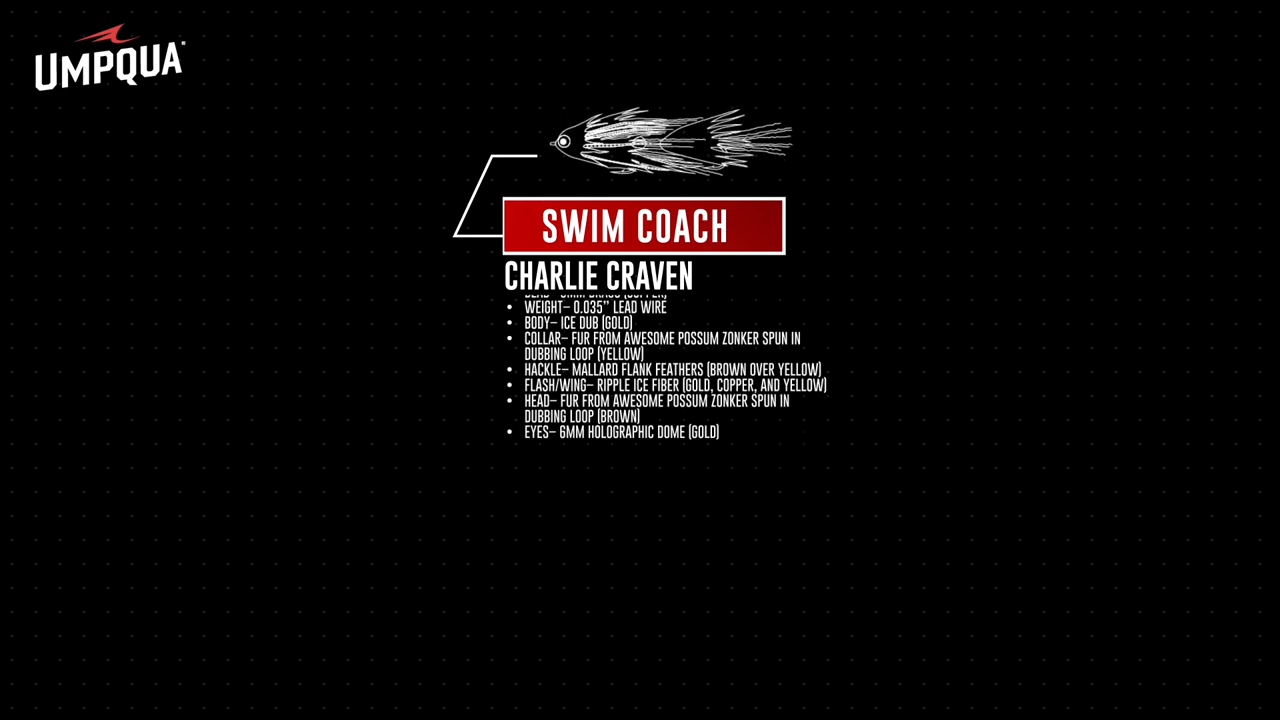 UMPQUA
SWIM COACH
CHARLIE CRAVEN
• WEIGHT– 0.035” LEAD WIRE
• BODY– ICE DUB (GOLD)
• COLLAR– FUR FROM AWESOME POSSUM ZONKER SPUN IN
DUBBING LOOP (YELLOW)
• HACKLE– MALLARD FLANK FEATHERS (BROWN OVER YELLOW)
• FLASH/WING– RIPPLE ICE FIBER (GOLD, COPPER, AND YELLOW)
• HEAD– FUR FROM AWESOME POSSUM ZONKER SPUN IN
DUBBING LOOP (BROWN)
• EYES– 6MM HOLOGRAPHIC DOME (GOLD)